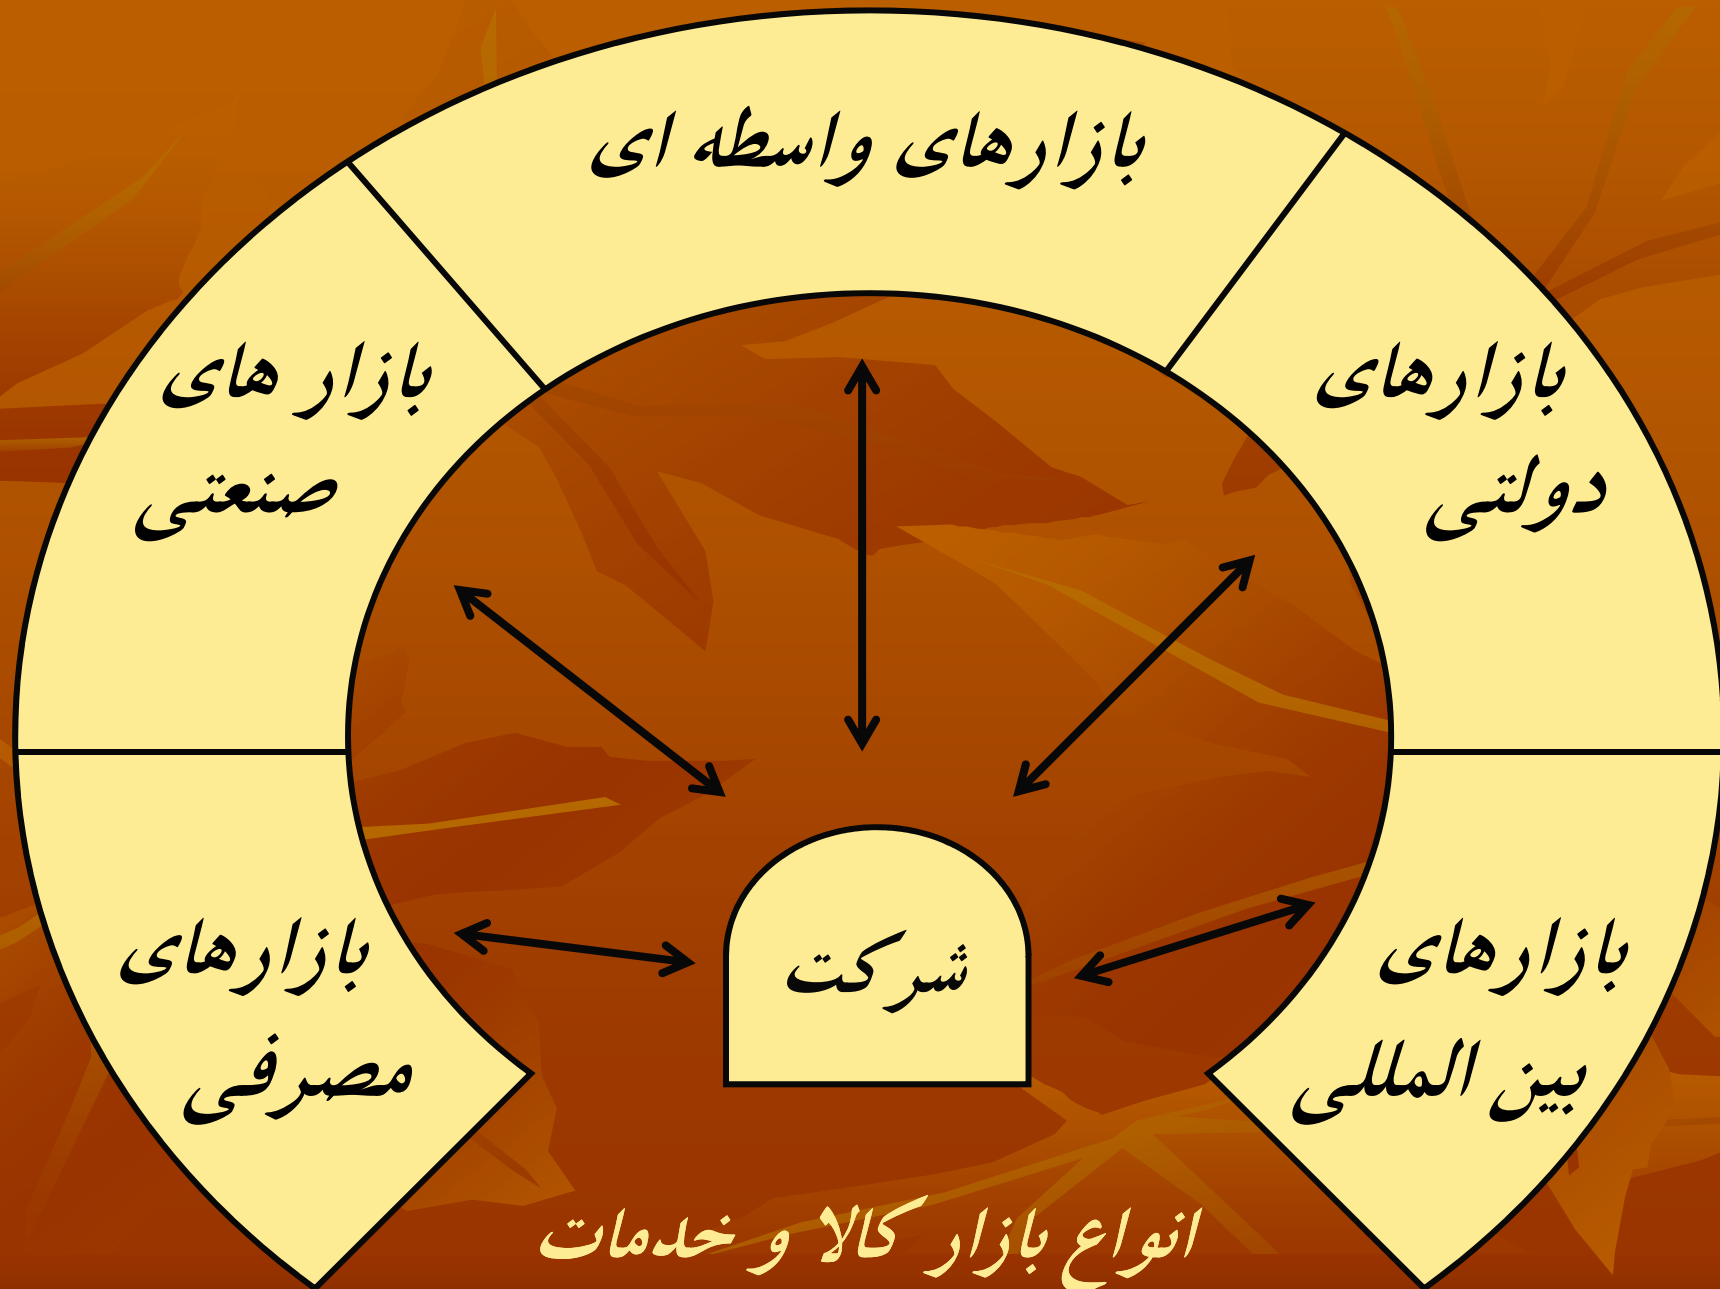 بازارهای واسطه ای
بازارهای
دولتی
بازار های
صنعتی
بازارهای
بین المللی
بازارهای
مصرفی
شرکت
انواع بازار کالا و خدمات